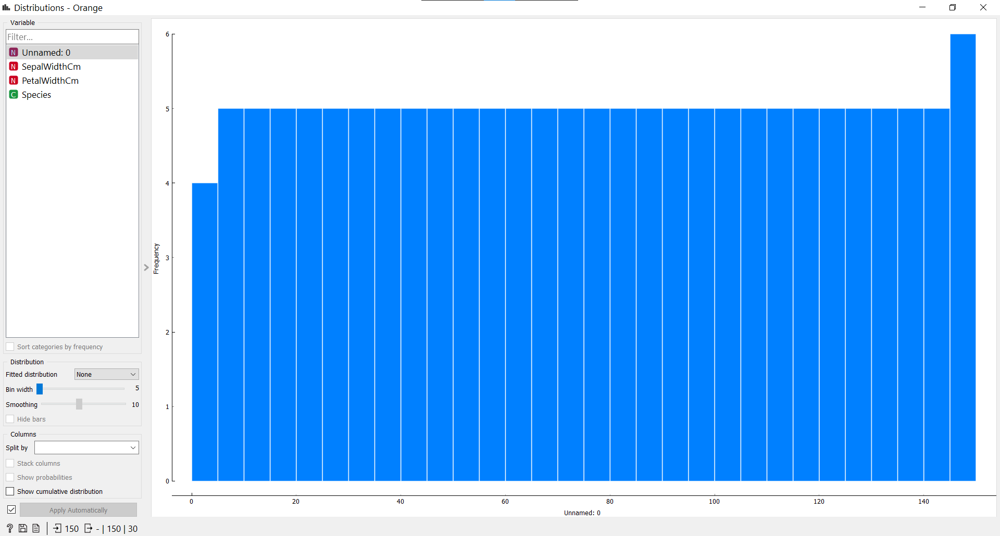 Distributions - Orange
Variable
Filter...
N Unnamed: 0
N SepalWidthCm
N PetalWidthCm
C Species
Sort categories by frequency
Distribution
Fitted distribution None
Bin width 5
Smoothing 10
Hide bars
Columns
Split by
Stack columns
Show probabilities
Show cumulative distribution
Apply Automatically
? 150 - | 150 | 30
Frequency
6
5
4
3
2
1
0
0 20 40 60 80 100 120 140
Unnamed: 0